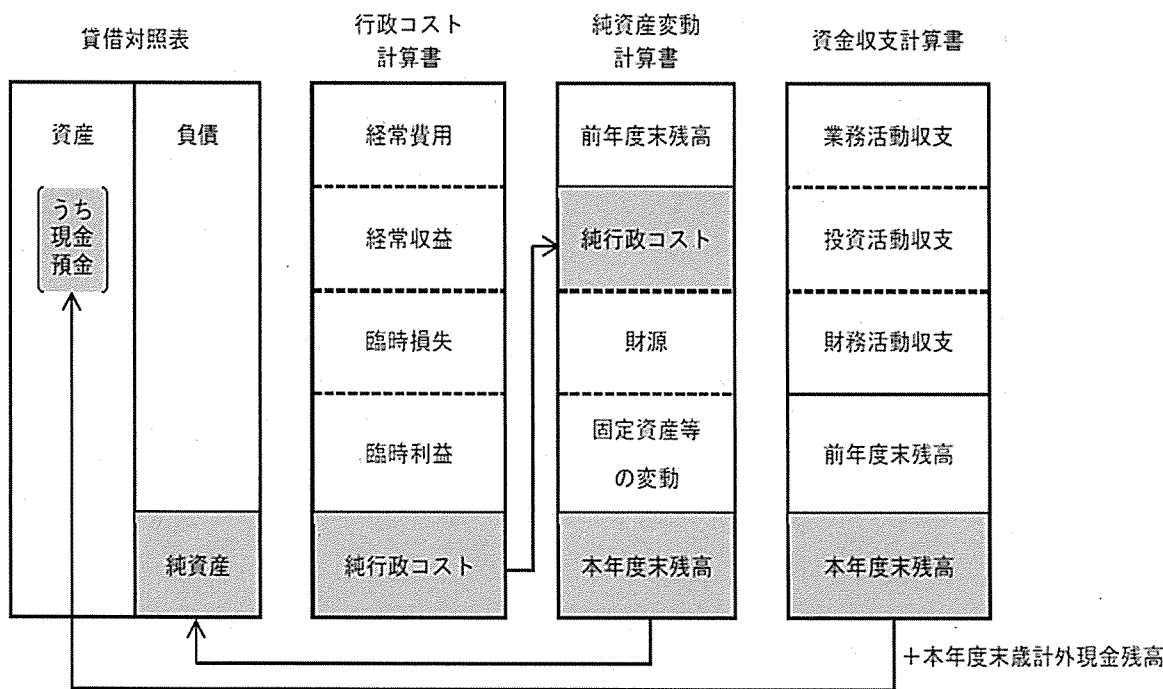 貸借対照表
資産
負債
うち
現金
預金
純資産
行政コスト
計算書
経常費用
経常収益
臨時損失
臨時利益
純行政コスト
純資産変動
計算書
前年度末残高
純行政コスト
財源
固定資産等
の変動
本年度末残高
資金収支計算書
業務活動収支
投資活動収支
財務活動収支
前年度末残高
本年度末残高
+本年度末歳計外現金残高